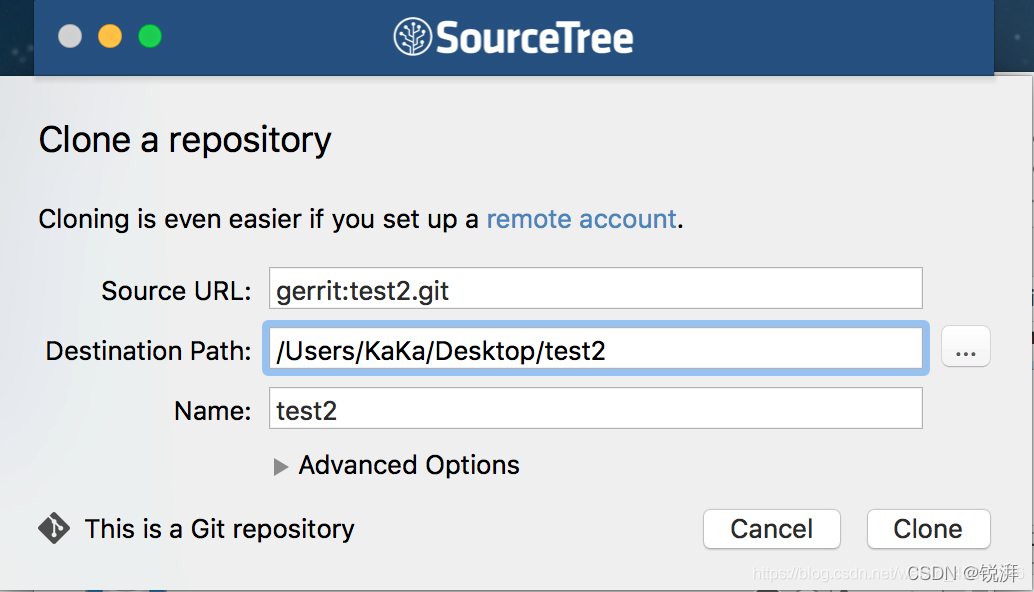 SourceTree
Clone a repository
Cloning is even easier if you set up a remote account.
Source URL: gerrit:test2.git
Destination Path: /Users/KaKa/Desktop/test2 ...
Name: test2
Advanced Options
This is a Git repository Cancel Clone
https://blog.csdn.net/ CSDN @锐湃